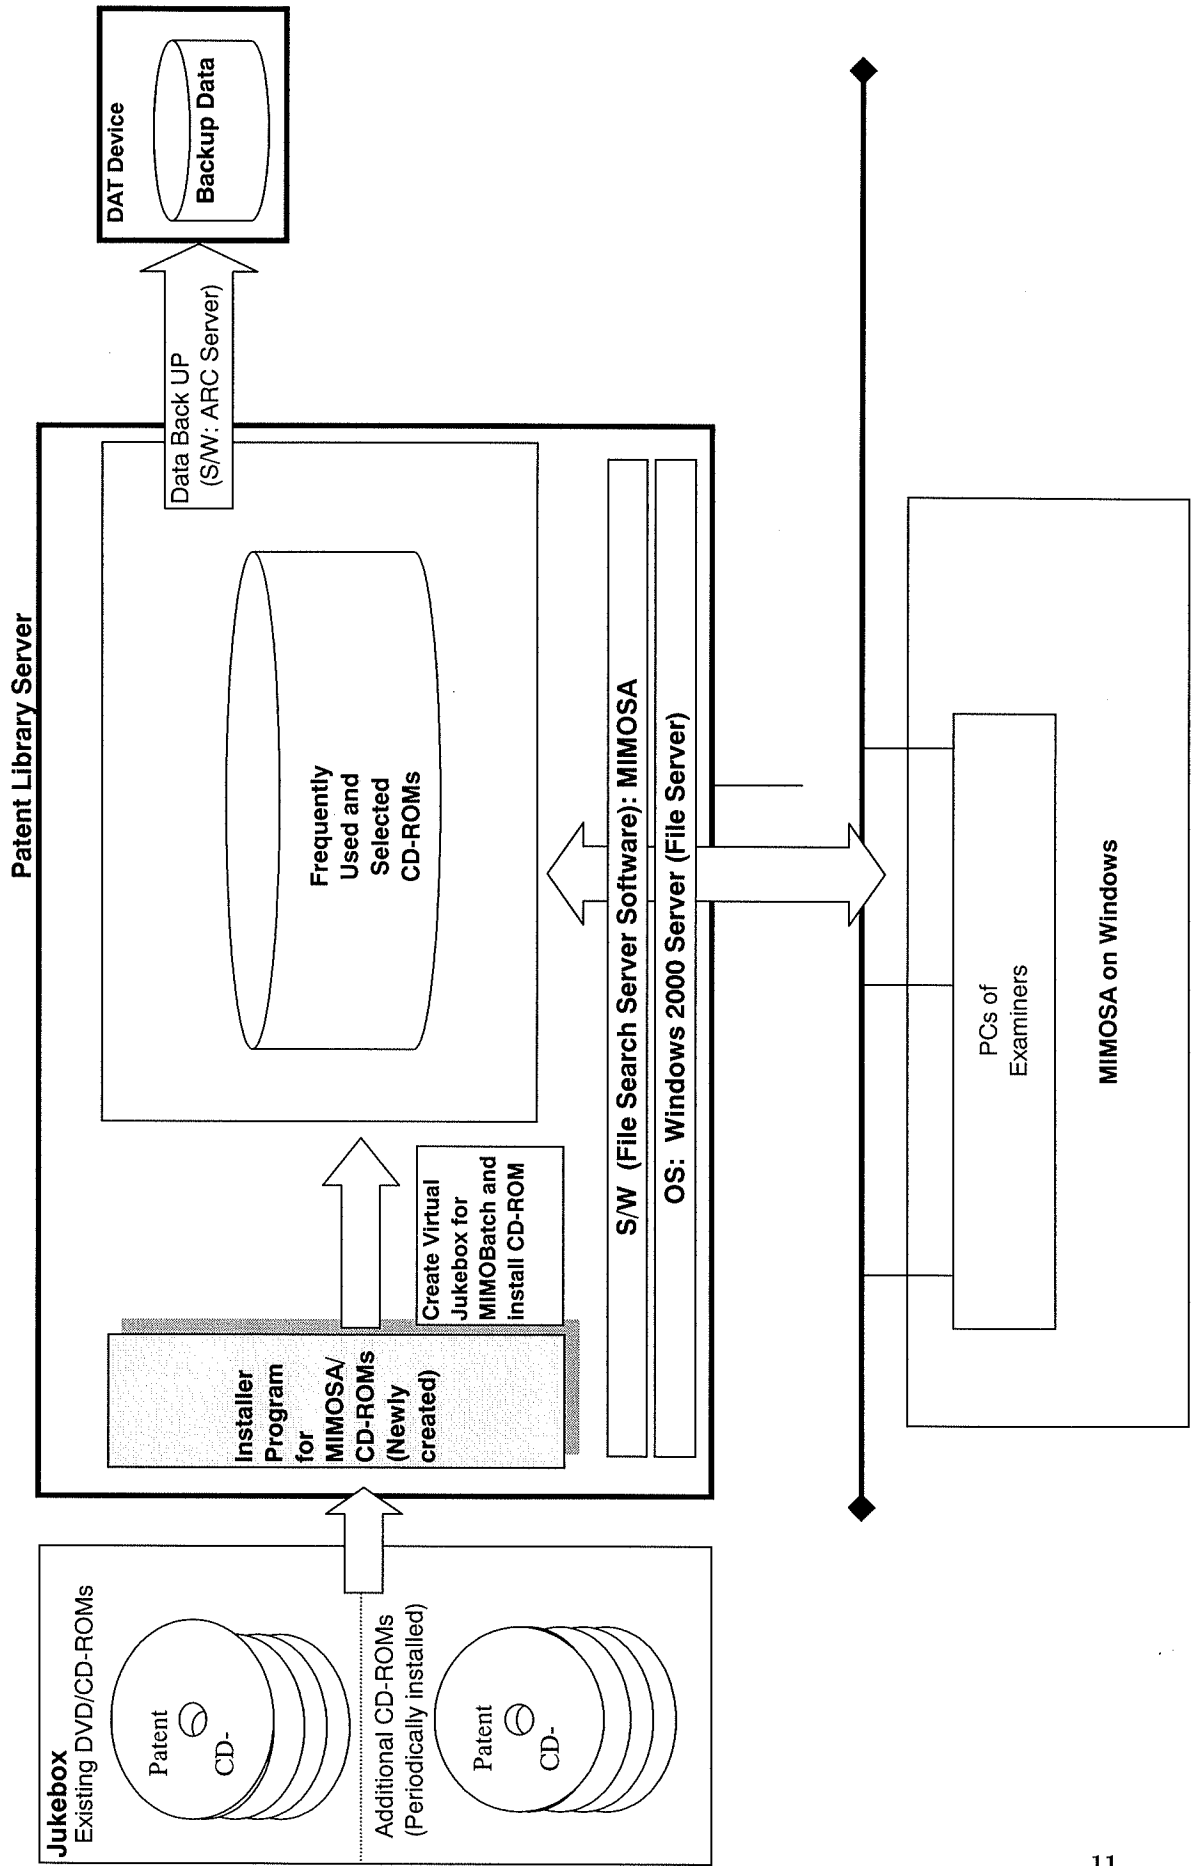 Patent Library Server
Jukebox
Existing DVD/CD-ROMs
Patent
CD-
Additional CD-ROMs
(Periodically installed)
Patent
CD-
Installer
Program
for
MIMOSA/
CD-ROMs
(Newly
created)
Create Virtual
Jukebox for
MIMOBatch and
install CD-ROM
Frequently
Used and
Selected
CD-ROMs
Data Back UP
(S/W: ARC Server)
DAT Device
Backup Data
S/W (File Search Server Software): MIMOSA
OS: Windows 2000 Server (File Server)
PCs of
Examiners
MIMOSA on Windows
11